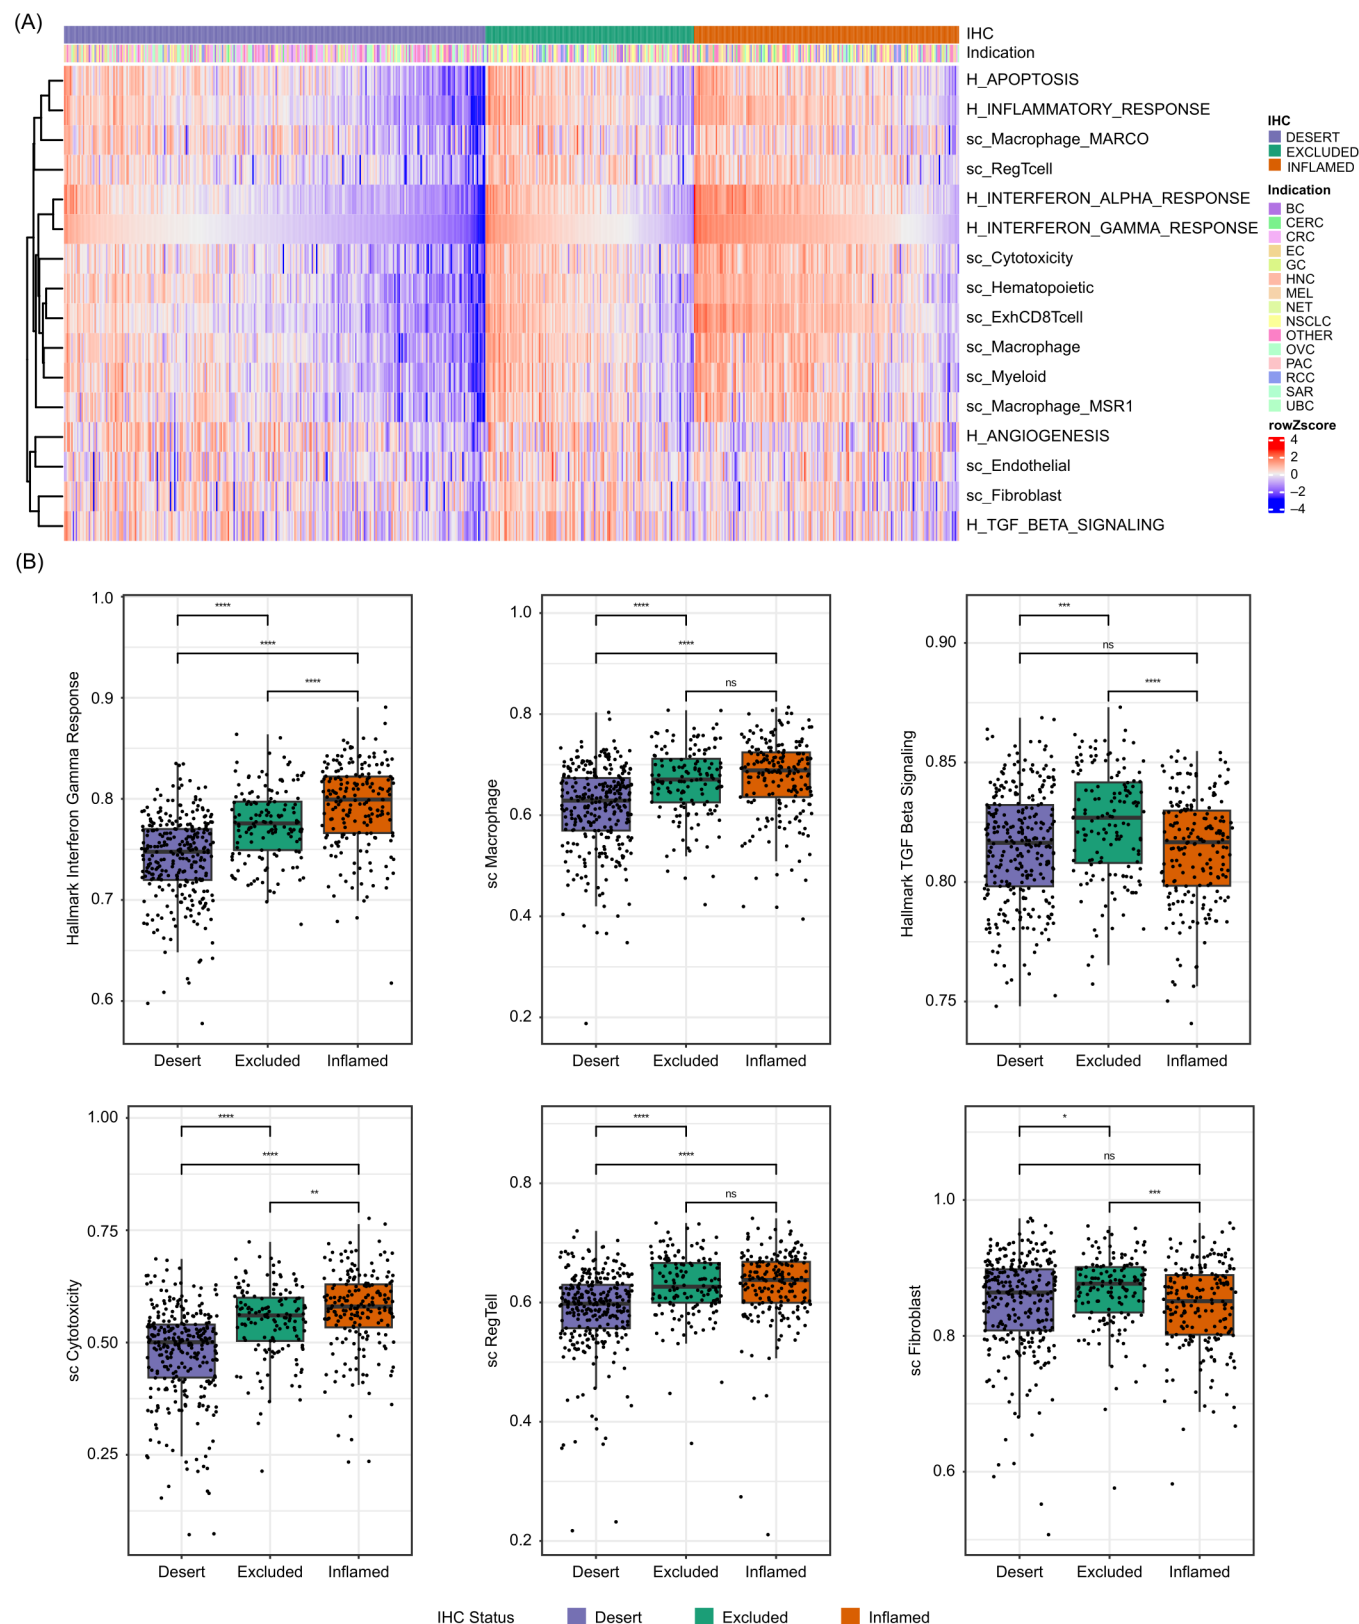 (A)
IHC
Indication
H_APOPTOSIS
H_INFLAMMATORY_RESPONSE
sc_Macrophage_MARCO
sc_RegTcell
H_INTERFERON_ALPHA_RESPONSE
H_INTERFERON_GAMMA_RESPONSE
sc_Cytotoxicity
sc_Hematopoietic
sc_ExhCD8Tcell
sc_Macrophage
sc_Myeloid
sc_Macrophage_MSR1
H_ANGIOGENESIS
sc_Endothelial
sc_Fibroblast
H_TGF_BETA_SIGNALING
IHC
DESERT
EXCLUDED
INFLAMED
Indication
BC
CERC
CRC
EC
GC
HNC
MEL
NET
NSCLC
OTHER
OVC
PAC
RCC
SAR
UBC
rowZscore
4
2
0
−2
−4
(B)
Hallmark Interferon Gamma Response
1.0
0.9
0.8
0.7
0.6
****
****
****
Desert Excluded Inflamed
sc Macrophage
1.0
0.8
0.6
0.4
0.2
****
****
ns
Desert Excluded Inflamed
Hallmark TGF Beta Signaling
0.90
0.85
0.80
0.75
***
ns
****
Desert Excluded Inflamed
sc Cytotoxicity
1.00
0.75
0.50
0.25
****
****
**
Desert Excluded Inflamed
sc RegTell
0.8
0.6
0.4
0.2
****
****
ns
Desert Excluded Inflamed
sc Fibroblast
1.0
0.8
0.6
*
ns
***
Desert Excluded Inflamed
IHC Status Desert Excluded Inflamed